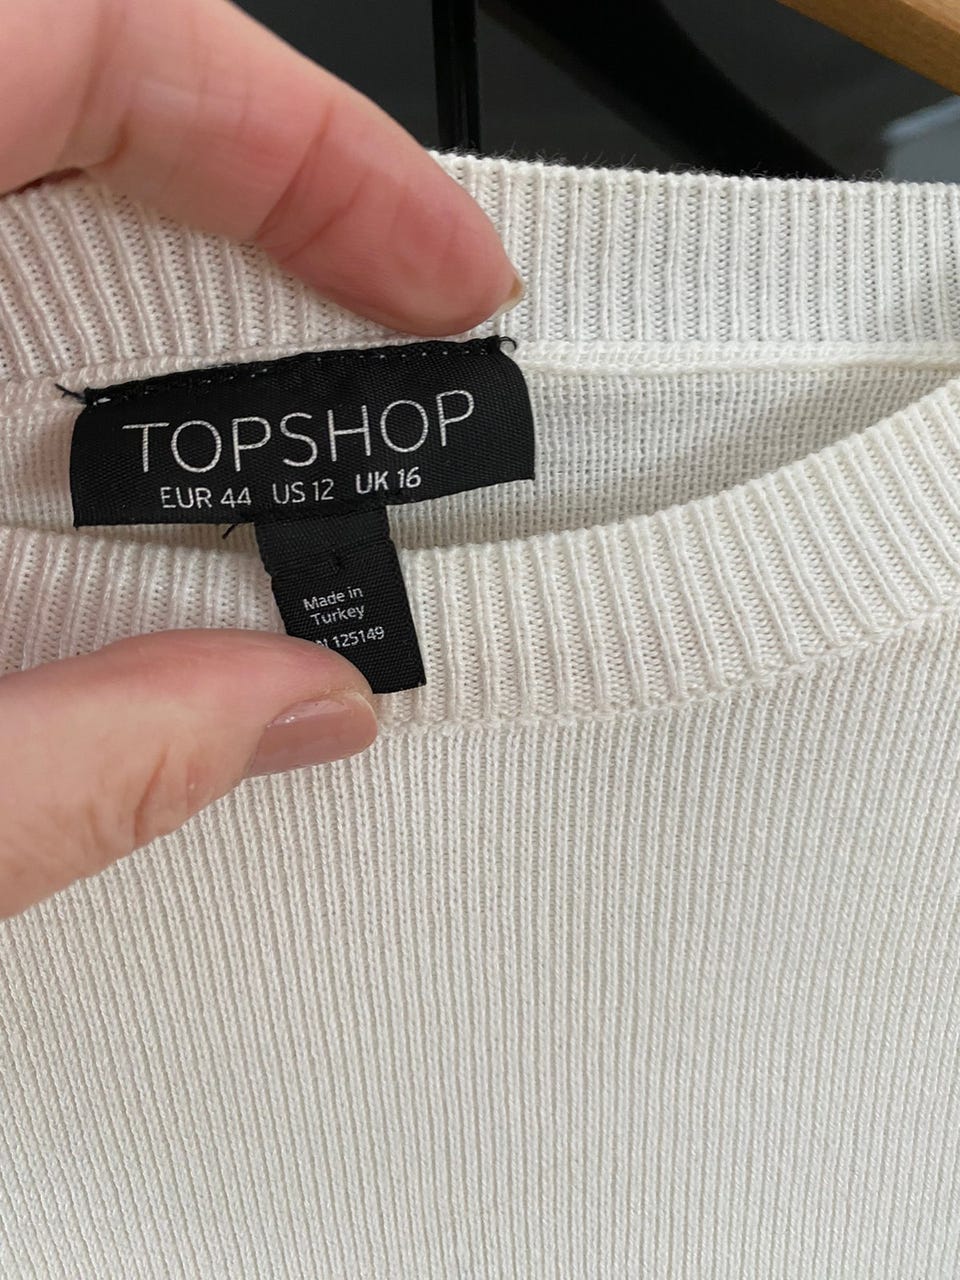 TOPSHOP
EUR 44 US 12 UK 16
Made in
Turkey
125149